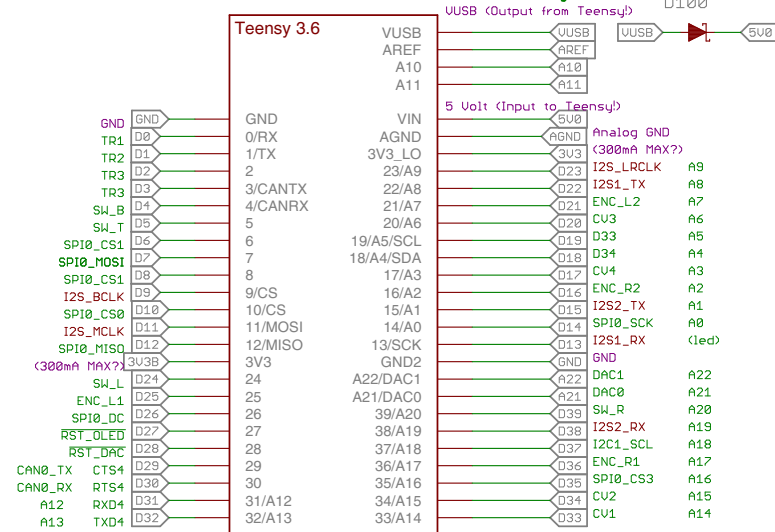 VUSB (Output from Teensy!)
D100
Teensy 3.6
VUSB VUSB VUSB 5V0
AREF AREF
A10 A10
A11 A11
5 Volt (Input to Teensy!)
GND GND GND VIN 5V0
TR1 D0 0/RX AGND AGND Analog GND
TR2 D1 1/TX 3V3_LO 3V3 (300mA MAX?)
TR3 D2 2 23/A9 D23 I2S_LRCLK A9
TR3 D3 3/CANTX 22/A8 D22 I2S1_TX A8
SW_B D4 4/CANRX 21/A7 D21 ENC_L2 A7
SW_T D5 5 20/A6 D20 CV3 A6
SPI0_CS1 D6 6 19/A5/SCL D19 D33 A5
SPI0_MOSI D7 7 18/A4/SDA D18 D34 A4
SPI0_CS1 D8 8 17/A3 D17 CV4 A3
I2S_BCLK D9 9/CS 16/A2 D16 ENC_R2 A2
SPI0_CS0 D10 10/CS 15/A1 D15 I2S2_TX A1
I2S_MCLK D11 11/MOSI 14/A0 D14 SPI0_SCK A0
SPI0_MISO D12 12/MISO 13/SCK D13 I2S1_RX (led)
(300mA MAX?) 3V3B 3V3 GND2 GND GND
SW_L D24 24 A22/DAC1 A22 DAC1 A22
ENC_L1 D25 25 A21/DAC0 A21 DAC0 A21
SPI0_DC D26 26 39/A20 D39 SW_R A20
RST_OLED D27 27 38/A19 D38 I2S2_RX A19
RST_DAC D28 28 37/A18 D37 I2C1_SCL A18
CAN0_TX CTS4 D29 29 36/A17 D36 ENC_R1 A17
CAN0_RX RTS4 D30 30 35/A16 D35 SPI0_CS3 A16
A12 RXD4 D31 31/A12 34/A15 D34 CV2 A15
A13 TXD4 D32 32/A13 33/A14 D33 CV1 A14